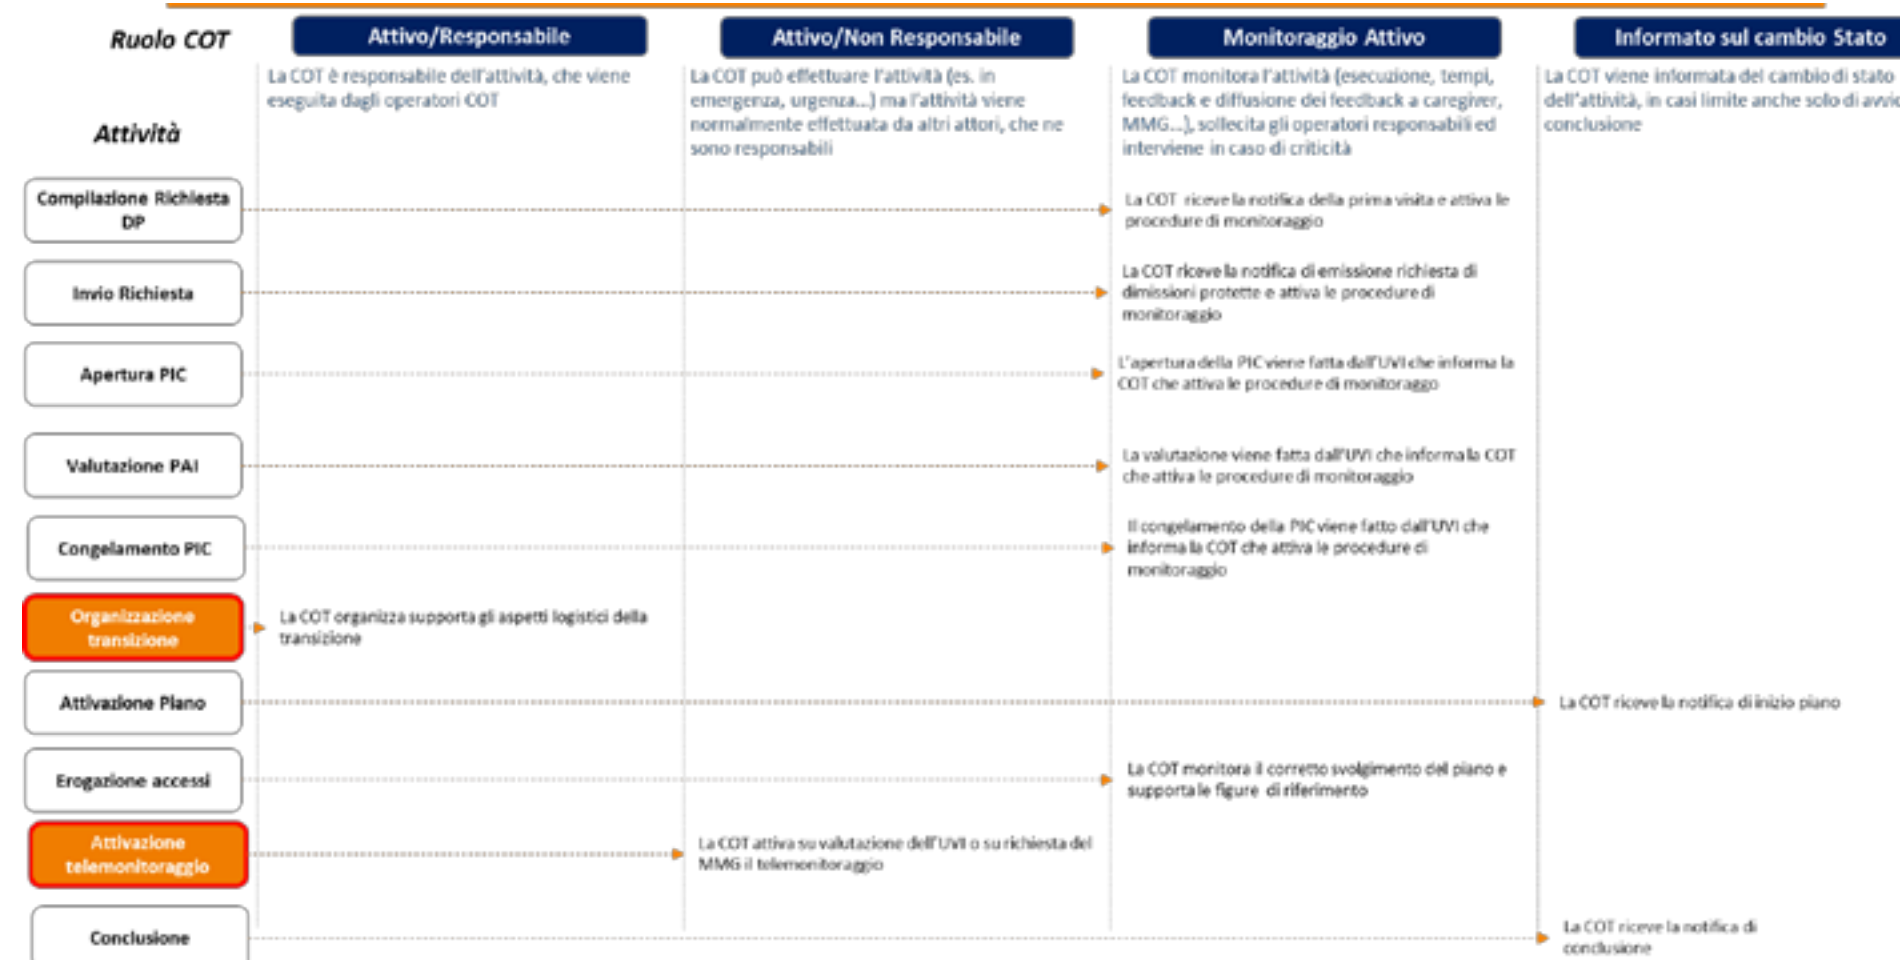 Ruolo COT
Attivo/Responsabile
Attivo/Non Responsabile
Monitoraggio Attivo
Informato sul cambio Stato
La COT è responsabile dell'attività, che viene
eseguita dagli operatori COT
La COT può effettuare l'attività (es. in
emergenza, urgenza...) ma l'attività viene
normalmente effettuata da altri attori, che ne
sono responsabili
La COT monitora l'attività (esecuzione, tempi,
feedback e diffusione dei feedback a caregiver,
MMG...), sollecita gli operatori responsabili ed
interviene in caso di criticità
La COT viene informata del cambio di stato
dell'attività, in casi limite anche solo di
conclusione
Attività
Compilazione Richiesta
DP
La COT riceve la notifica della prima visita e attiva le
procedure di monitoraggio
Invio Richiesta
La COT riceve la notifica di emissione richiesta di
dimissioni protette e attiva le procedure di
monitoraggio
Apertura PIC
L'apertura della PIC viene fatta dall'UVI che informa la
COT che attiva le procedure di monitoraggo
Valutazione PAI
La valutazione viene fatta dall'UVI che informa la COT
che attiva le procedure di monitoraggio
Congelamento PIC
Il congelamento della PIC viene fatto dall'UVI che
informa la COT che attiva le procedure di
monitoraggio
Organizzazione
transizione
La COT organizza supporta gli aspetti logistici della
transizione
Attivazione Piano
La COT riceve la notifica di inizio piano
Erogazione accessi
La COT monitora il corretto svolgimento del piano e
supporta le figure di riferimento
Attivazione
telemonitoraggio
La COT attiva su valutazione dell'UVI o su richiesta del
MMG il telemonitoraggio
Conclusione
La COT riceve la notifica di
conclusione